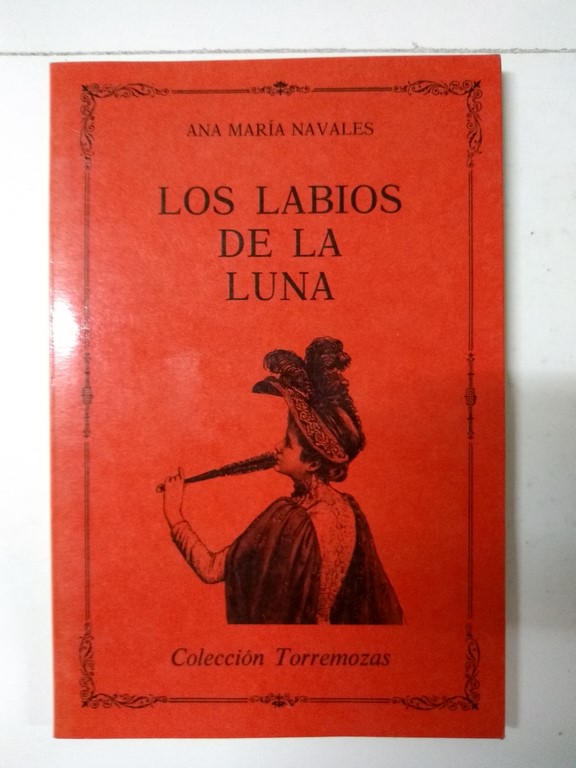 ANA MARÍA NAVALES
LOS LABIOS
DE LA
LUNA
Colección Torremozas